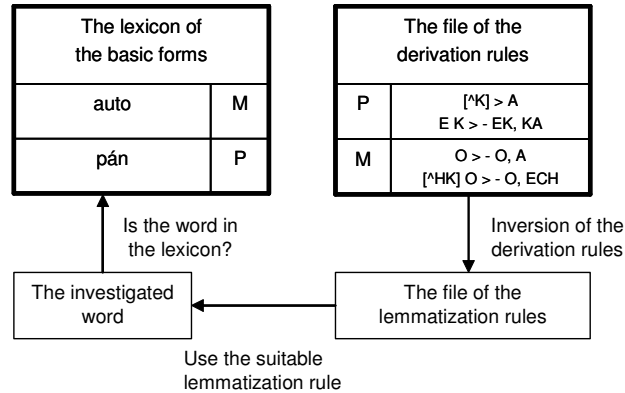 The lexicon of
the basic forms
auto M
pán P
The file of the
derivation rules
P [^K] > A
E K > - EK, KA
M O > - O, A
[^HK] O > - O, ECH
Is the word in
the lexicon?
Inversion of the
derivation rules
The investigated
word
The file of the
lemmatization rules
Use the suitable
lemmatization rule